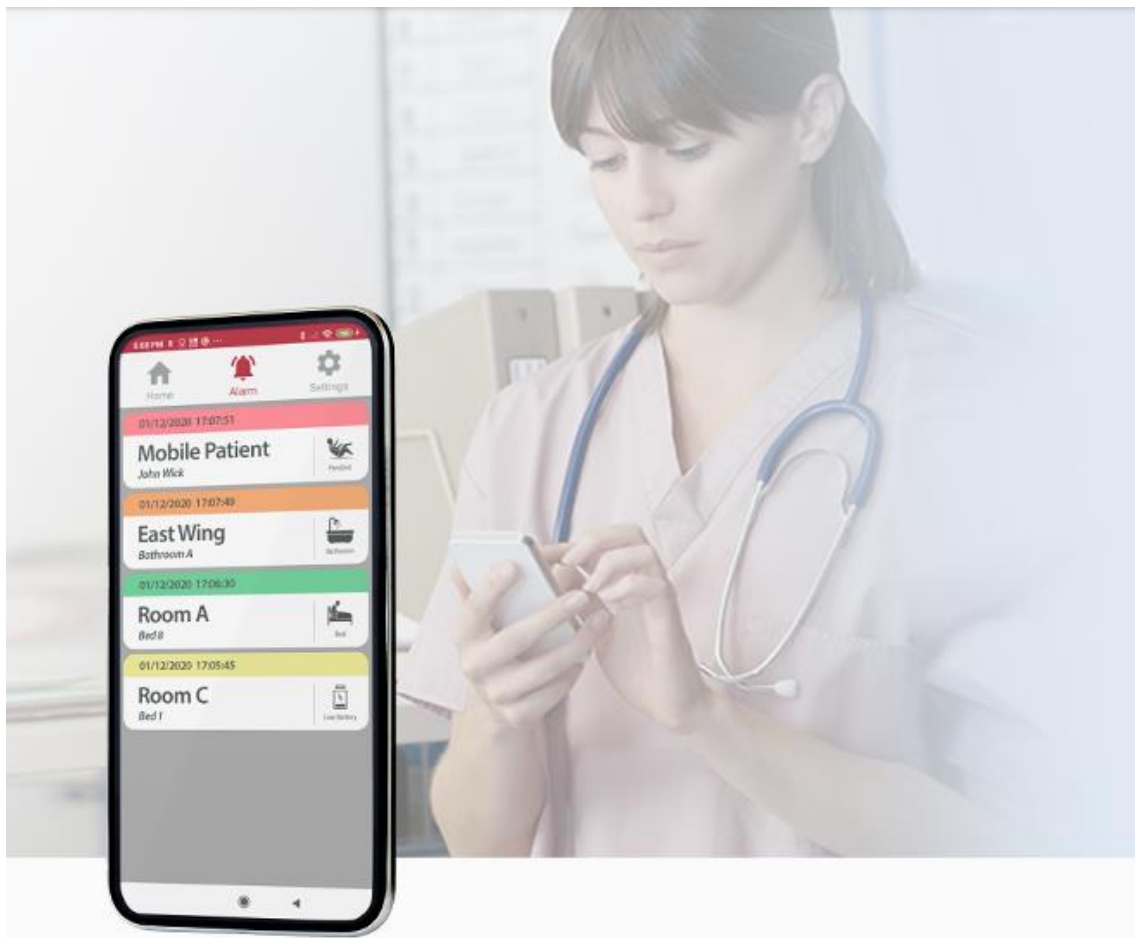 Home
Alarm
Settings
01/12/2020 17:07:51
Mobile Patient
John Wick
Pendant
01/12/2020 17:07:49
East Wing
Bathroom A
Bathroom
01/12/2020 17:06:30
Room A
Bed B
Bed
01/12/2020 17:05:45
Room C
Bed 1
Low Battery